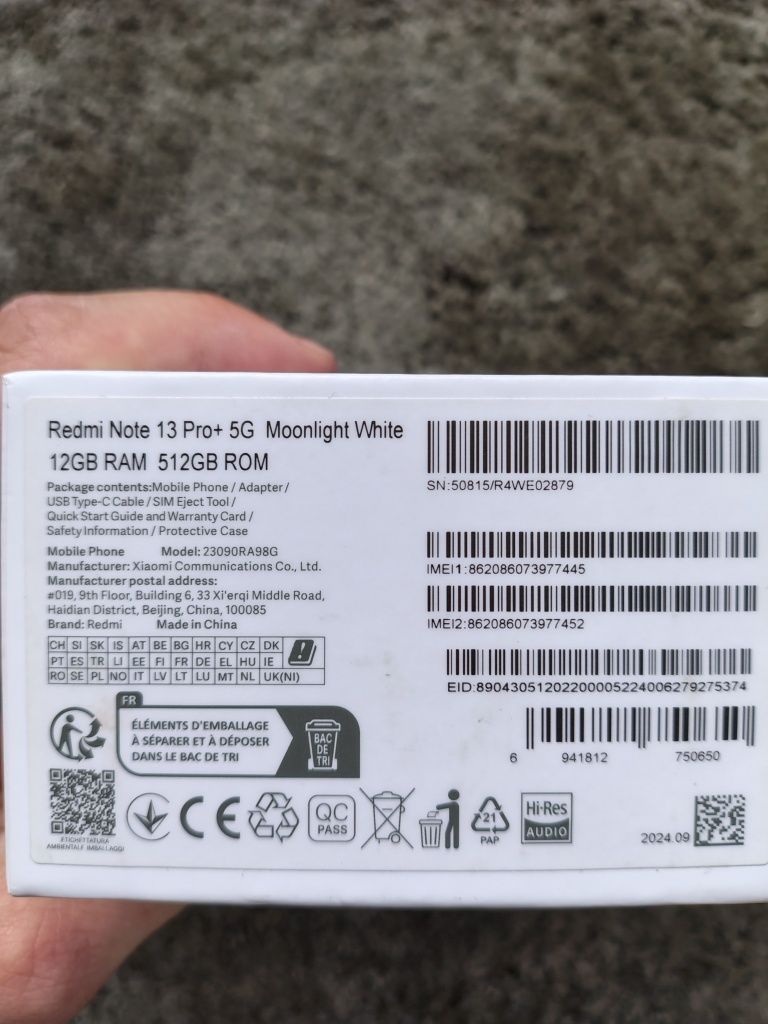 Redmi Note 13 Pro+ 5G Moonlight White
12GB RAM 512GB ROM
Package contents:Mobile Phone / Adapter /
USB Type-C Cable / SIM Eject Tool /
Quick Start Guide and Warranty Card /
Safety Information / Protective Case
Mobile Phone Model: 23090RA98G
Manufacturer: Xiaomi Communications Co., Ltd.
Manufacturer postal address:
#019, 9th Floor, Building 6, 33 Xi'erqi Middle Road,
Haidian District, Beijing, China, 100085
Brand: Redmi Made in China
CH SI SK IS AT BE BG HR CY CZ DK
PT ES TR LI EE FI FR DE EL HU IE
RO SE PL NO IT LV LT LU MT NL UK(NI)
FR
ÉLÉMENTS D'EMBALLAGE
À SÉPARER ET À DÉPOSER
DANS LE BAC DE TRI
BAC
DE
TRI
ETICHETTATURA
AMBIENTALE IMBALLAGGI
CE
QC
PASS
21
PAP
Hi-Res
AUDIO
SN:50815/R4WE02879
IMEI1:862086073977445
IMEI2:862086073977452
EID:89043051202200005224006279275374
6 941812 750650
2024.09